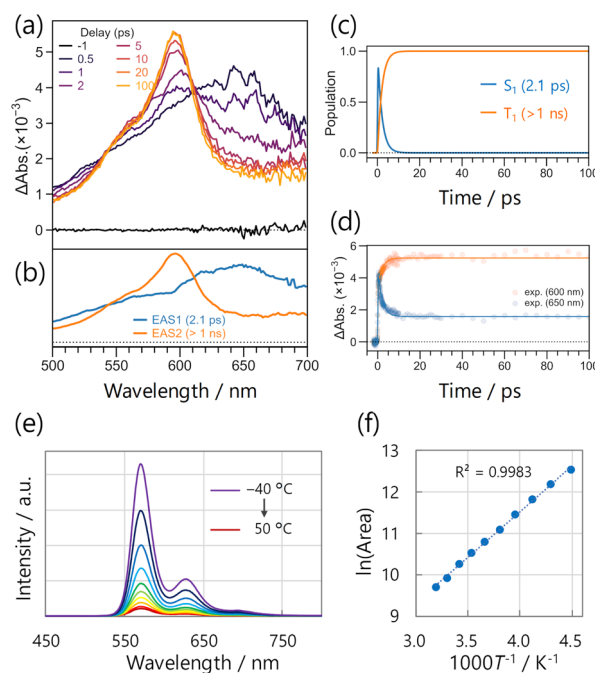 (a)
Delay (ps)
-1
0.5
1
2
5
10
20
100
ΔAbs.(×10⁻³)
5
4
3
2
1
0
(b)
EAS1 (2.1 ps)
EAS2 (> 1 ns)
500 550 600 650 700
Wavelength / nm
(c)
Population
1.0
0.5
0.0
S₁ (2.1 ps)
T₁ (>1 ns)
0 20 40 60 80 100
Time / ps
(d)
ΔAbs. (×10⁻³)
6
4
2
0
exp. (600 nm)
exp. (650 nm)
0 20 40 60 80 100
Time / ps
(e)
Intensity / a.u.
−40 °C
50 °C
450 550 650 750
Wavelength / nm
(f)
ln(Area)
13
12
11
10
9
R² = 0.9983
3.0 3.5 4.0 4.5
1000T⁻¹ / K⁻¹